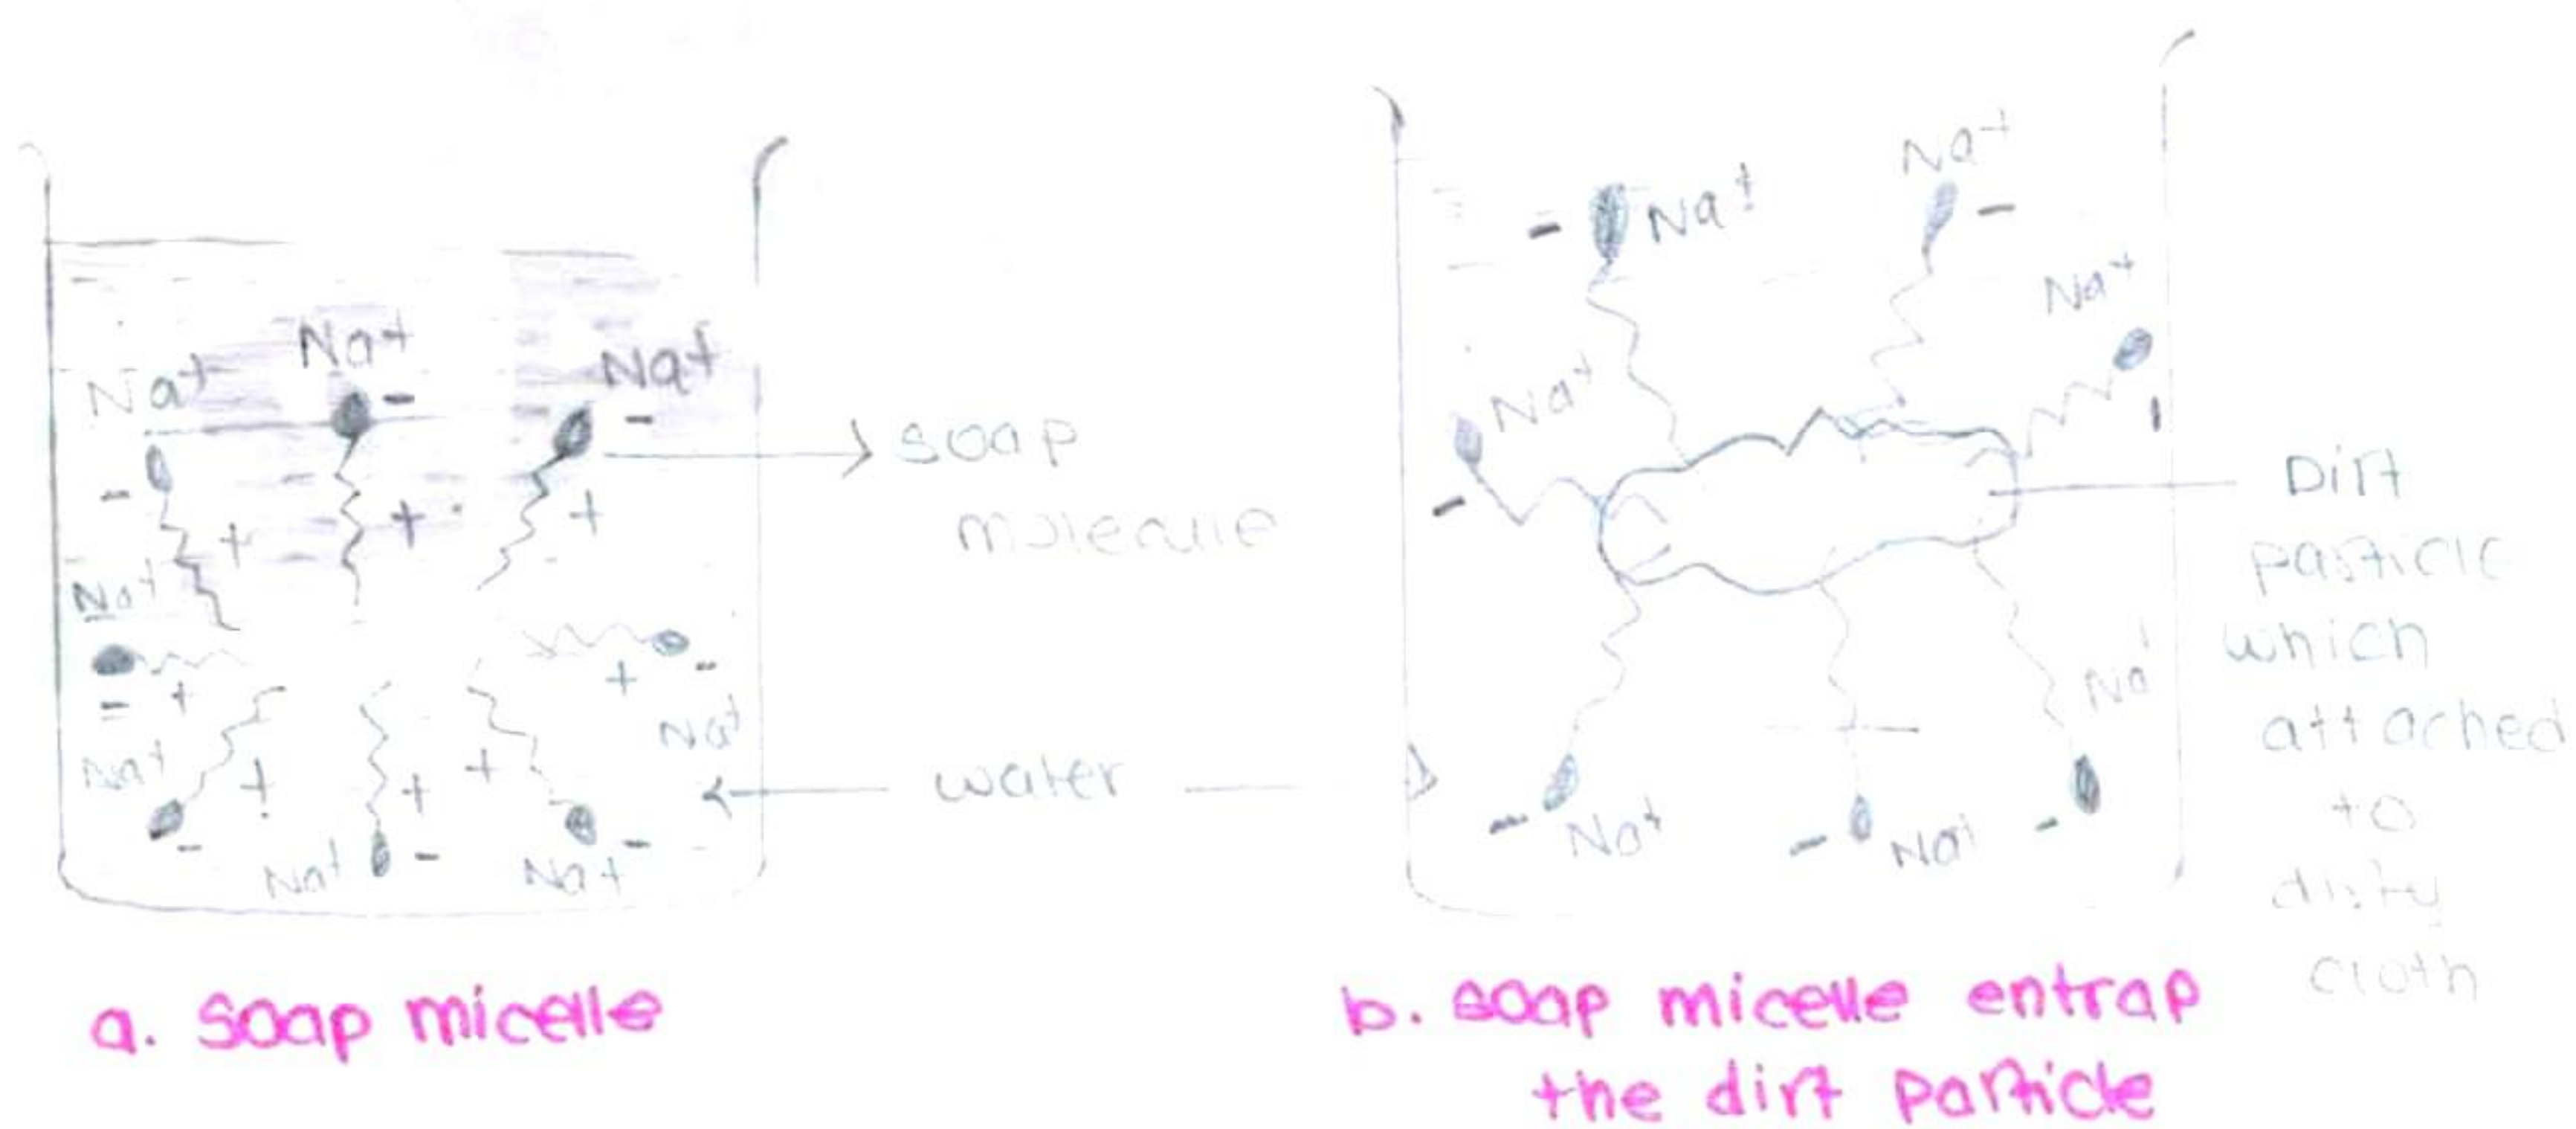 Na+
Na+
Na+
-
-
-
+
+
+
soap
molecule
Na+
=
+
+
-
Na+
Na+
-
+
+
+
Na+
-
Na+
-
water
a. soap micelle
-
Na+
Na+
-
Na+
-
Na+
-
Dirt
particle
which
attached
to
dirty
cloth
Na+
-
Na+
-
Na+
-
b. soap micelle entrap
the dirt particle